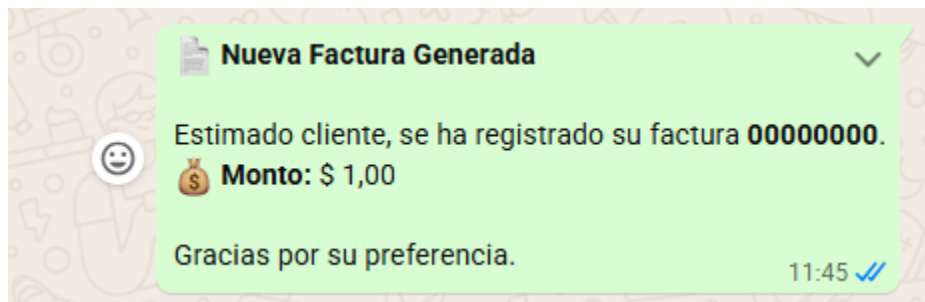 Nueva Factura Generada
Estimado cliente, se ha registrado su factura 00000000.
Monto: $ 1,00
Gracias por su preferencia.
11:45